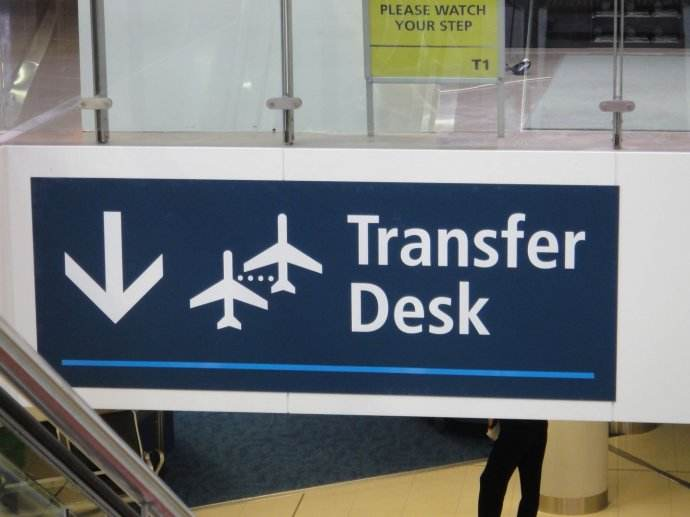 PLEASE WATCH
YOUR STEP
T1
Transfer
Desk